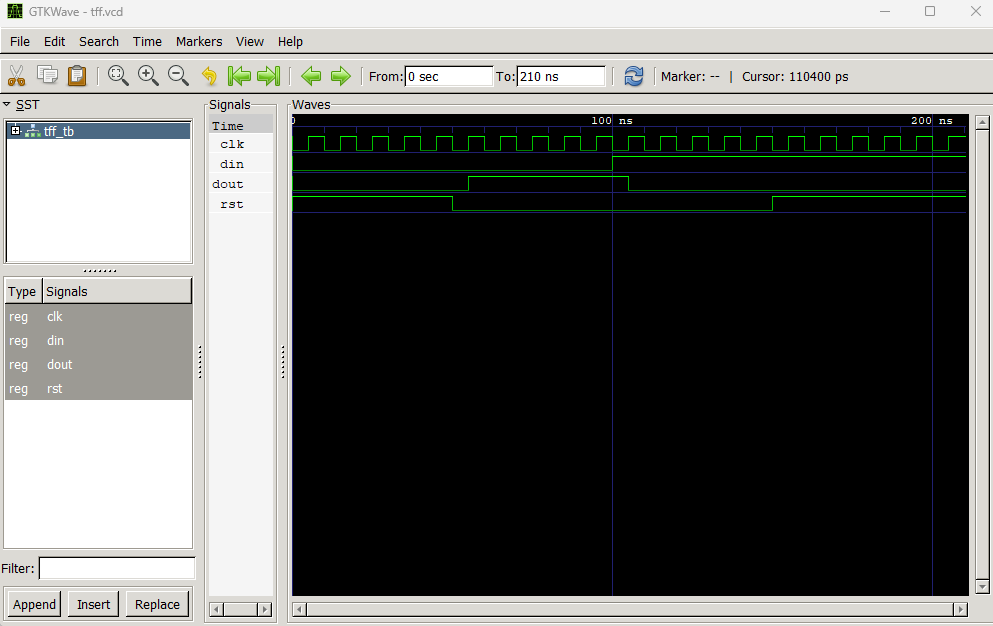 GTKWave - tff.vcd
File Edit Search Time Markers View Help
From: 0 sec To: 210 ns Marker: -- | Cursor: 110400 ps
SST
tff_tb
Type Signals
reg clk
reg din
reg dout
reg rst
Filter:
Append Insert Replace
Signals
Time
clk
din
dout
rst
Waves
0 100 ns 200 ns